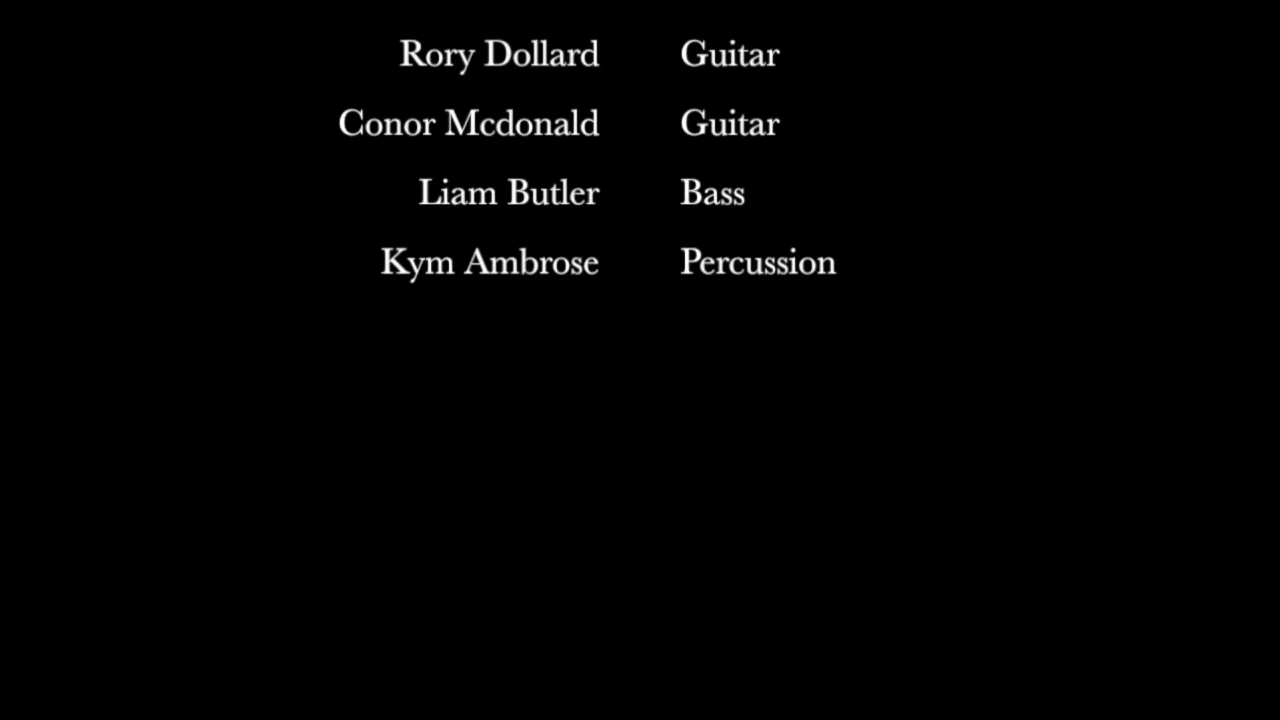 Rory Dollard Guitar
Conor Mcdonald Guitar
Liam Butler Bass
Kym Ambrose Percussion